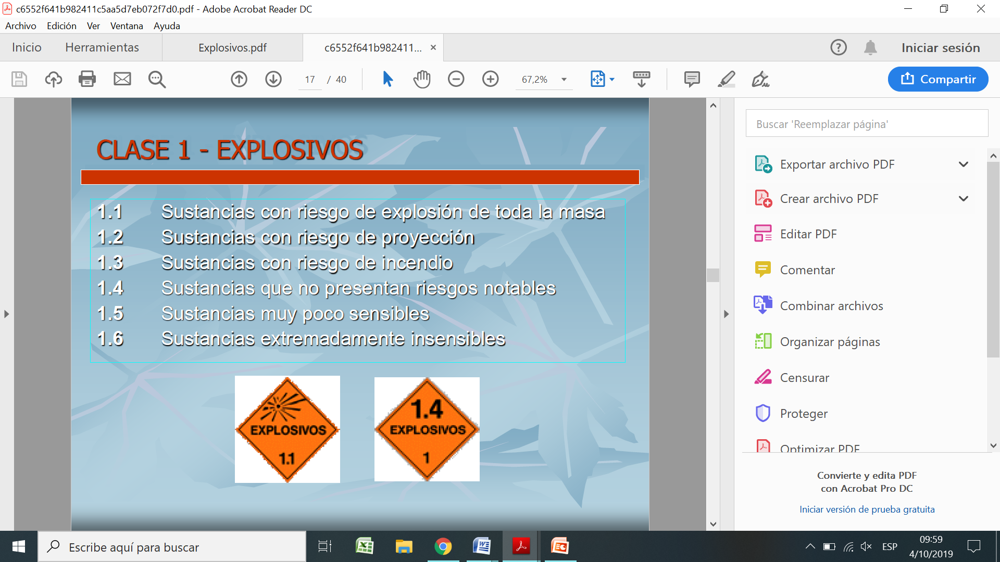 c6552f641b982411c5aa5d7eb072f7d0.pdf - Adobe Acrobat Reader DC
Archivo Edición Ver Ventana Ayuda
Inicio Herramientas Explosivos.pdf c6552f641b982411... × Iniciar sesión
17 / 40 67,2% Compartir
CLASE 1 - EXPLOSIVOS
1.1 Sustancias con riesgo de explosión de toda la masa
1.2 Sustancias con riesgo de proyección
1.3 Sustancias con riesgo de incendio
1.4 Sustancias que no presentan riesgos notables
1.5 Sustancias muy poco sensibles
1.6 Sustancias extremadamente insensibles
EXPLOSIVOS
1.1
1.4
EXPLOSIVOS
1
Buscar 'Reemplazar página'
Exportar archivo PDF
Crear archivo PDF
Editar PDF
Comentar
Combinar archivos
Organizar páginas
Censurar
Proteger
Optimizar PDF
Convierte y edita PDF
con Acrobat Pro DC
Iniciar versión de prueba gratuita
Escribe aquí para buscar
ESP
09:59
4/10/2019